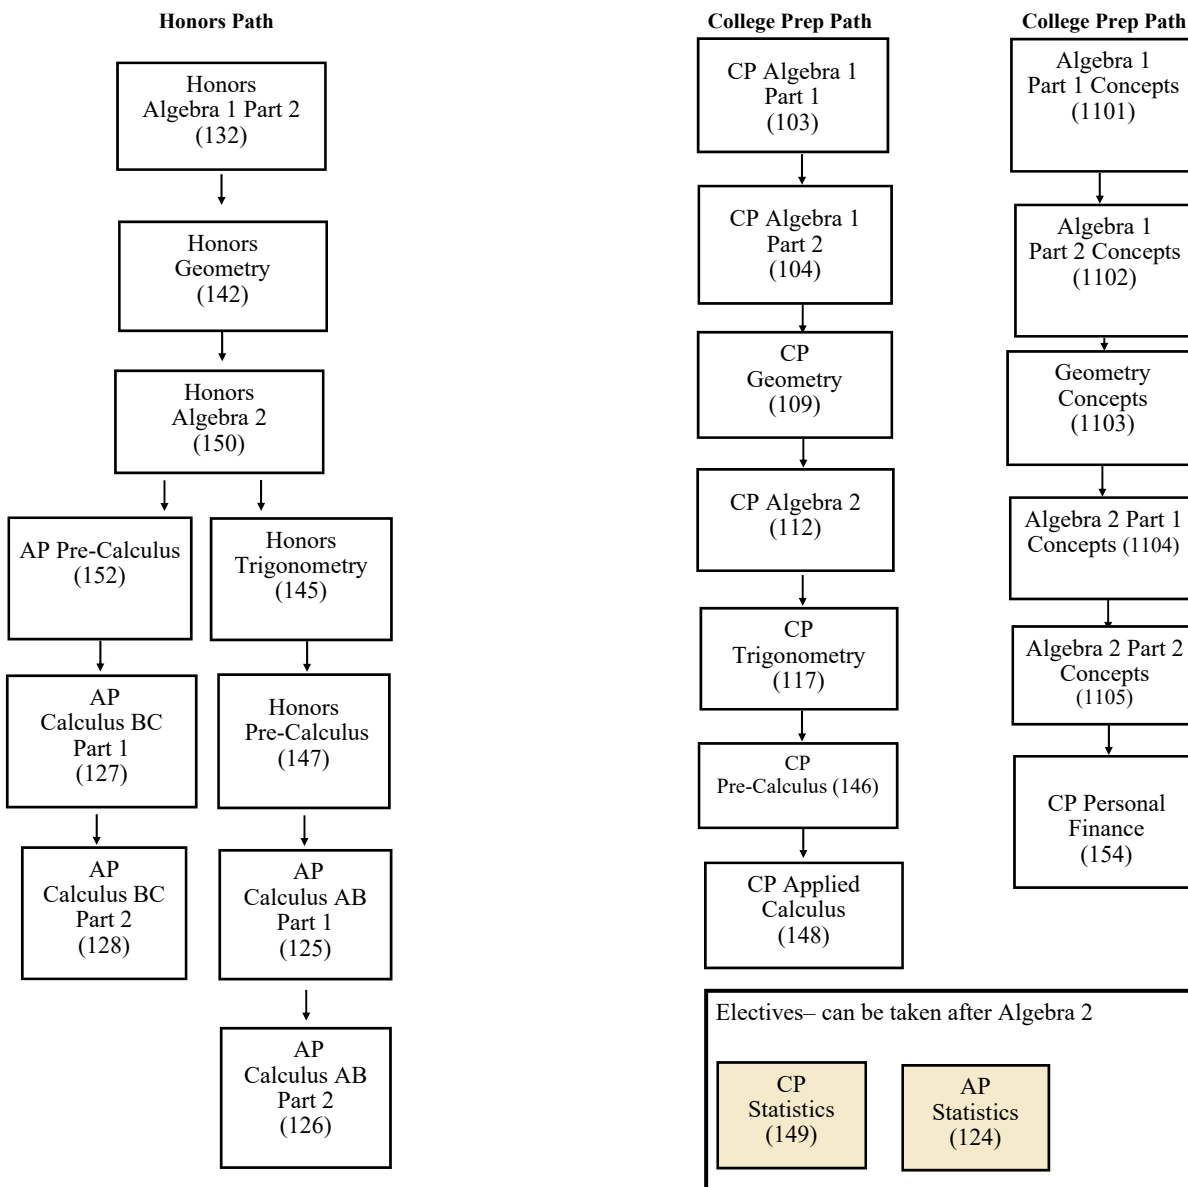 Honors Path
Honors
Algebra 1 Part 2
(132)
Honors
Geometry
(142)
Honors
Algebra 2
(150)
AP Pre-Calculus
(152)
Honors
Trigonometry
(145)
AP
Calculus BC
Part 1
(127)
Honors
Pre-Calculus
(147)
AP
Calculus BC
Part 2
(128)
AP
Calculus AB
Part 1
(125)
AP
Calculus AB
Part 2
(126)
College Prep Path
CP Algebra 1
Part 1
(103)
CP Algebra 1
Part 2
(104)
CP
Geometry
(109)
CP Algebra 2
(112)
CP
Trigonometry
(117)
CP
Pre-Calculus (146)
CP Applied
Calculus
(148)
College Prep Path
Algebra 1
Part 1 Concepts
(1101)
Algebra 1
Part 2 Concepts
(1102)
Geometry
Concepts
(1103)
Algebra 2 Part 1
Concepts (1104)
Algebra 2 Part 2
Concepts
(1105)
CP Personal
Finance
(154)
Electives– can be taken after Algebra 2
CP
Statistics
(149)
AP
Statistics
(124)